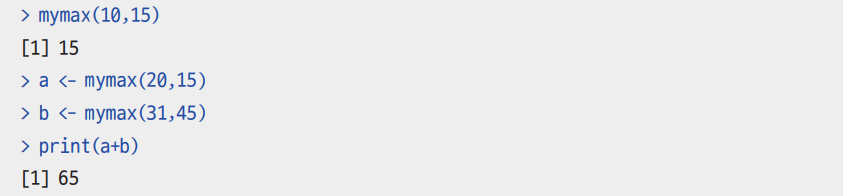 > mymax(10,15)
[1] 15
> a <- mymax(20,15)
> b <- mymax(31,45)
> print(a+b)
[1] 65